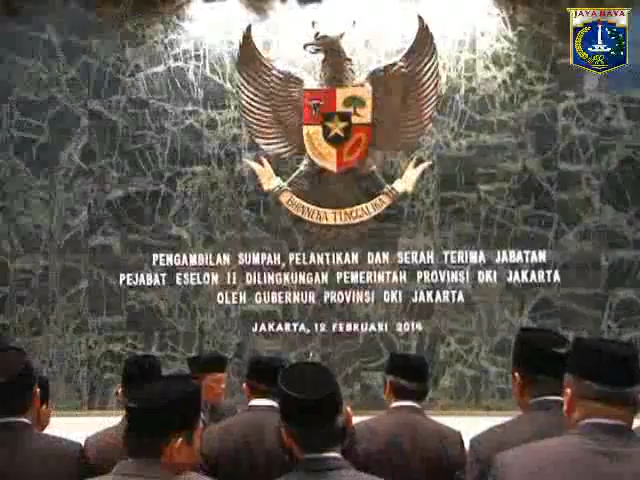 JAYA RAYA
BHINNEKA TUNGGAL IKA
PENGAMBILAN SUMPAH, PELANTIKAN DAN SERAH TERIMA JABATAN
PEJABAT ESELON II DILINGKUNGAN PEMERINTAH PROVINSI DKI JAKARTA
OLEH GUBERNUR PROVINSI DKI JAKARTA
JAKARTA, 12 FEBRUARI 2014